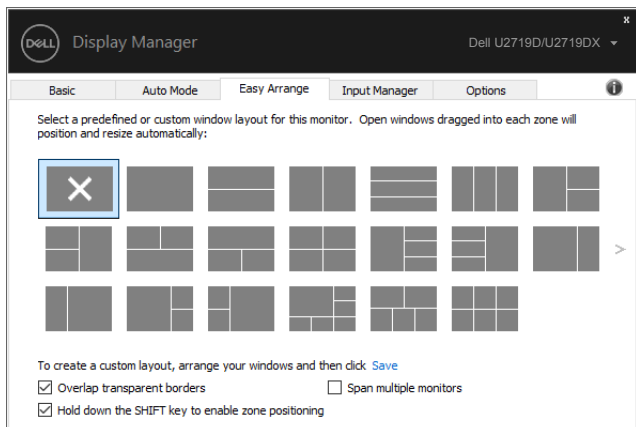 x
DELL Display Manager Dell U2719D/U2719DX
Basic Auto Mode Easy Arrange Input Manager Options
Select a predefined or custom window layout for this monitor. Open windows dragged into each zone will
position and resize automatically:
To create a custom layout, arrange your windows and then click Save
Overlap transparent borders Span multiple monitors
Hold down the SHIFT key to enable zone positioning